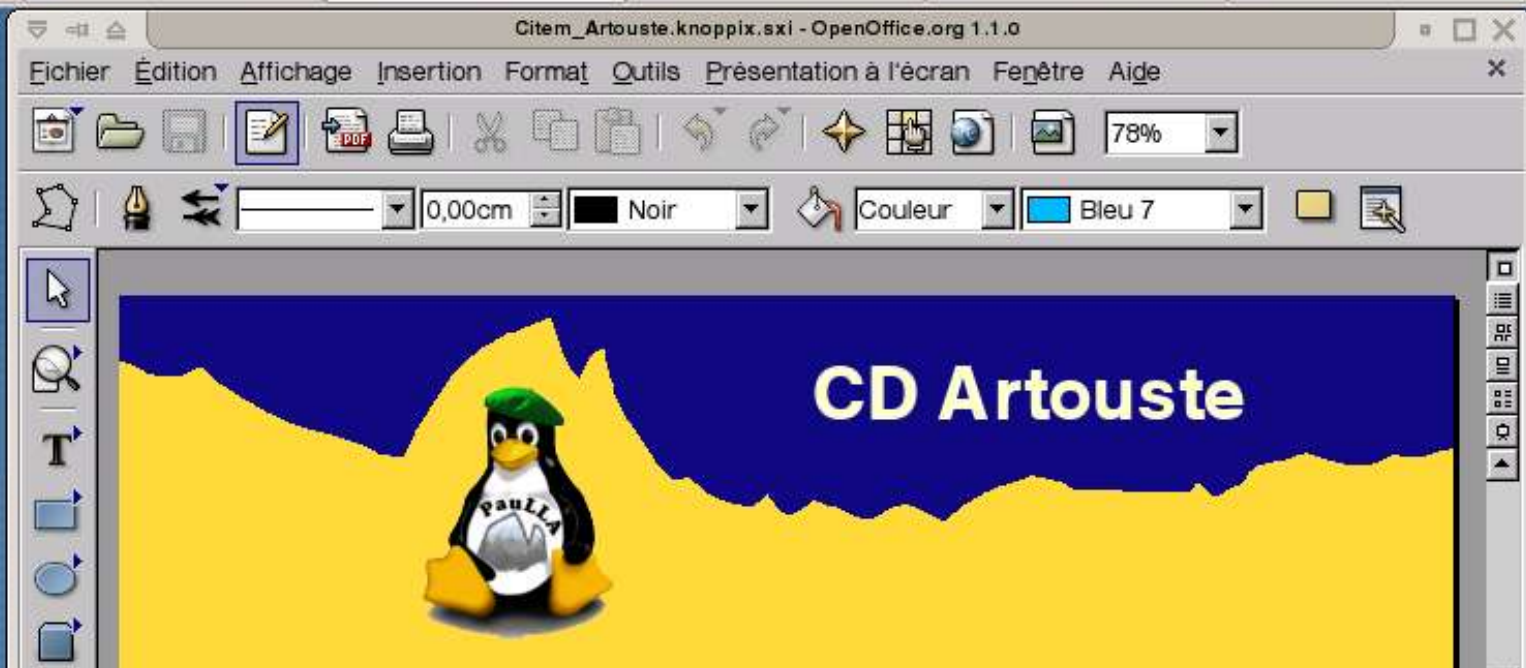 Citem_Artouste.knoppix.sxi - OpenOffice.org 1.1.0
Fichier Édition Affichage Insertion Format Outils Présentation à l'écran Fenêtre Aide
PDF 78%
0,00cm Noir Couleur Bleu 7
CD Artouste
T
PauLLA